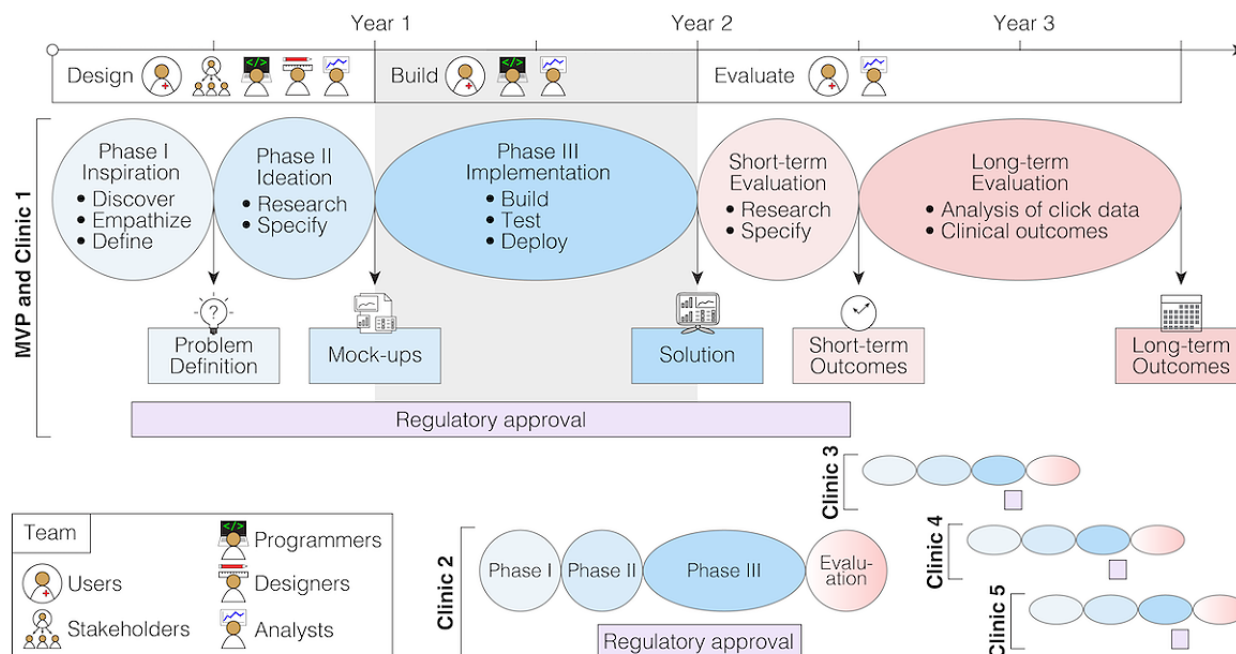 Year 1
Year 2
Year 3
Design
Build
Evaluate
MVP and Clinic 1
Phase I
Inspiration
• Discover
• Empathize
• Define
Phase II
Ideation
• Research
• Specify
Phase III
Implementation
• Build
• Test
• Deploy
Short-term
Evaluation
• Research
• Specify
Long-term
Evaluation
• Analysis of click data
• Clinical outcomes
?
Problem
Definition
Mock-ups
Solution
Short-term
Outcomes
Long-term
Outcomes
Regulatory approval
Clinic 3
Clinic 4
Clinic 5
Clinic 2
Phase I
Phase II
Phase III
Evalu-
ation
Regulatory approval
Team
Users
Stakeholders
</> Programmers
Designers
Analysts